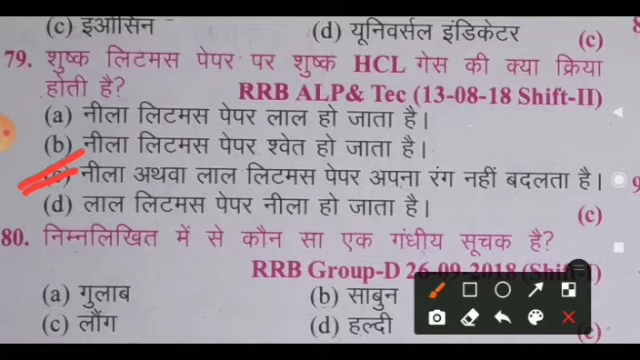 (c) इओसिन (d) यूनिवर्सल इंडिकेटर (c)
79. शुष्क लिटमस पेपर पर शुष्क HCL गेस की क्या क्रिया
होती है? RRB ALP& Tec (13-08-18 Shift-II)
(a) नीला लिटमस पेपर लाल हो जाता है।
(b) नीला लिटमस पेपर श्वेत हो जाता है।
नीला अथवा लाल लिटमस पेपर अपना रंग नहीं बदलता है।
(d) लाल लिटमस पेपर नीला हो जाता है। (c)
80. निम्नलिखित में से कौन सा एक गंधीय सूचक है?
RRB Group-D 26-09-2018 (Shift-I)
(a) गुलाब (b) साबुन
(c) लौंग (d) हल्दी (c)